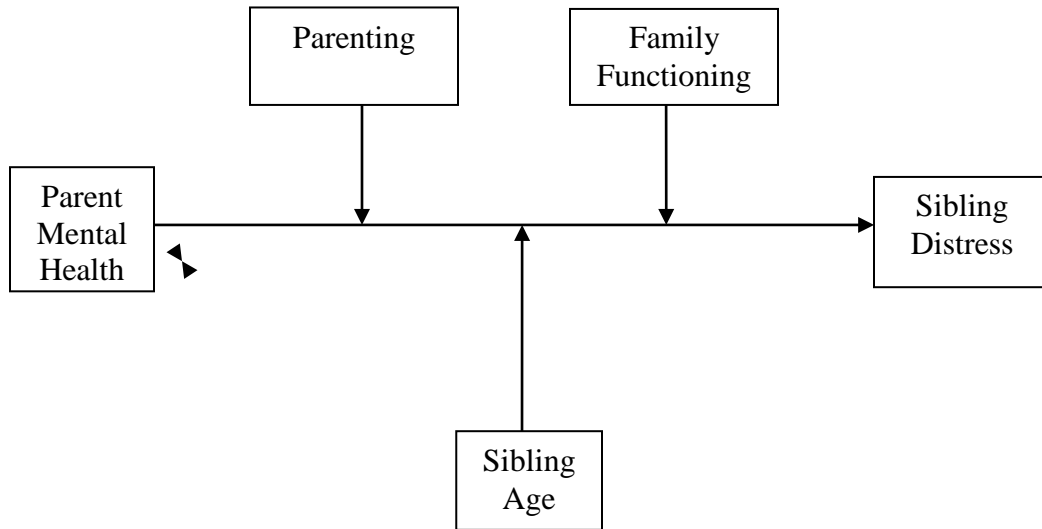 Parenting
Family
Functioning
Parent
Mental
Health
Sibling
Distress
Sibling
Age